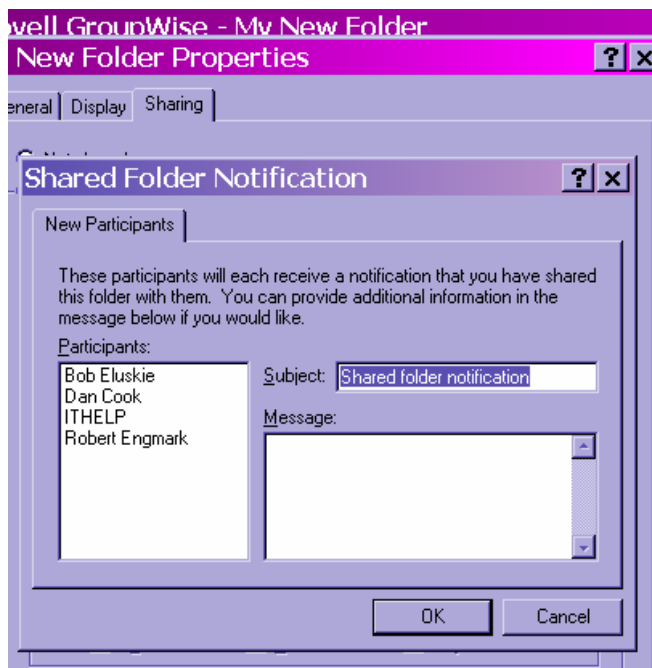 ovell GroupWise - My New Folder
New Folder Properties
eneral Display Sharing
Shared Folder Notification
New Participants
These participants will each receive a notification that you have shared
this folder with them. You can provide additional information in the
message below if you would like.
Participants:
Bob Eluskie
Dan Cook
ITHELP
Robert Engmark
Subject: Shared folder notification
Message:
OK Cancel